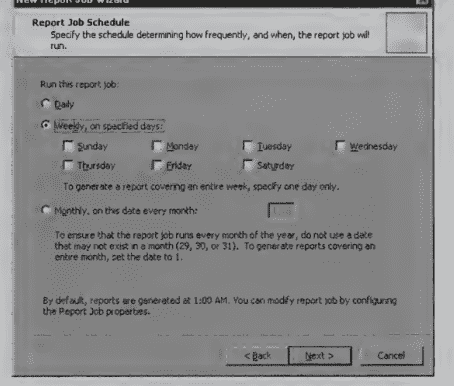 New Report Job Wizard
Report Job Schedule
Specify the schedule determining how frequently, and when, the report job will
run.
Run this report job:
Daily
Weekly, on specified days:
Sunday Monday Tuesday Wednesday
Thursday Friday Saturday
To generate a report covering an entire week, specify one day only.
Monthly, on this date every month:
To ensure that the report job runs every month of the year, do not use a date
that may not exist in a month (29, 30, or 31). To generate reports covering an
entire month, set the date to 1.
By default, reports are generated at 1:00 AM. You can modify report job by configuring
the Report Job properties.
< Back Next > Cancel